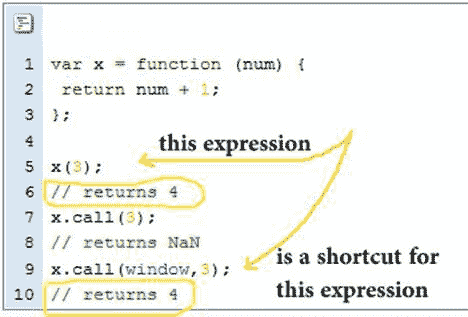 1 var x = function (num) {
2 return num + 1;
3 };
4
this expression
5 x(3);
6 // returns 4
7 x.call(3);
8 // returns NaN
9 x.call(window,3);
is a shortcut for
this expression
10 // returns 4